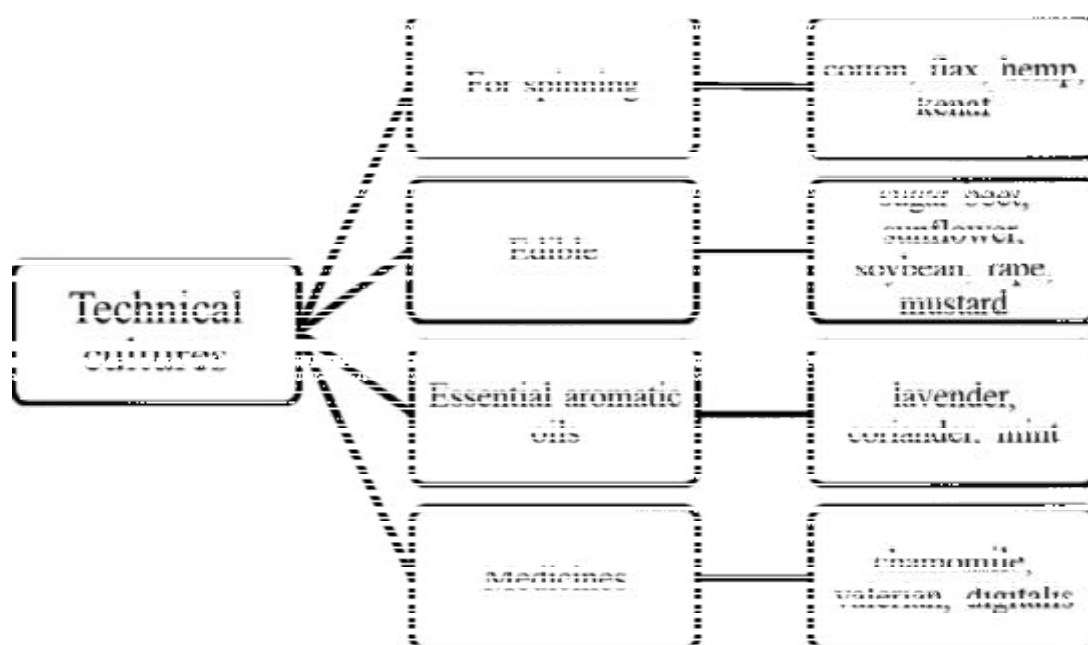 Technical
cultures
For spinning
cotton, flax, hemp,
kenaf
Edible
sugar beet,
sunflower,
soybean, rape,
mustard
Essential aromatic
oils
lavender,
coriander, mint
Medicines
chamomile,
valerian, digitalis